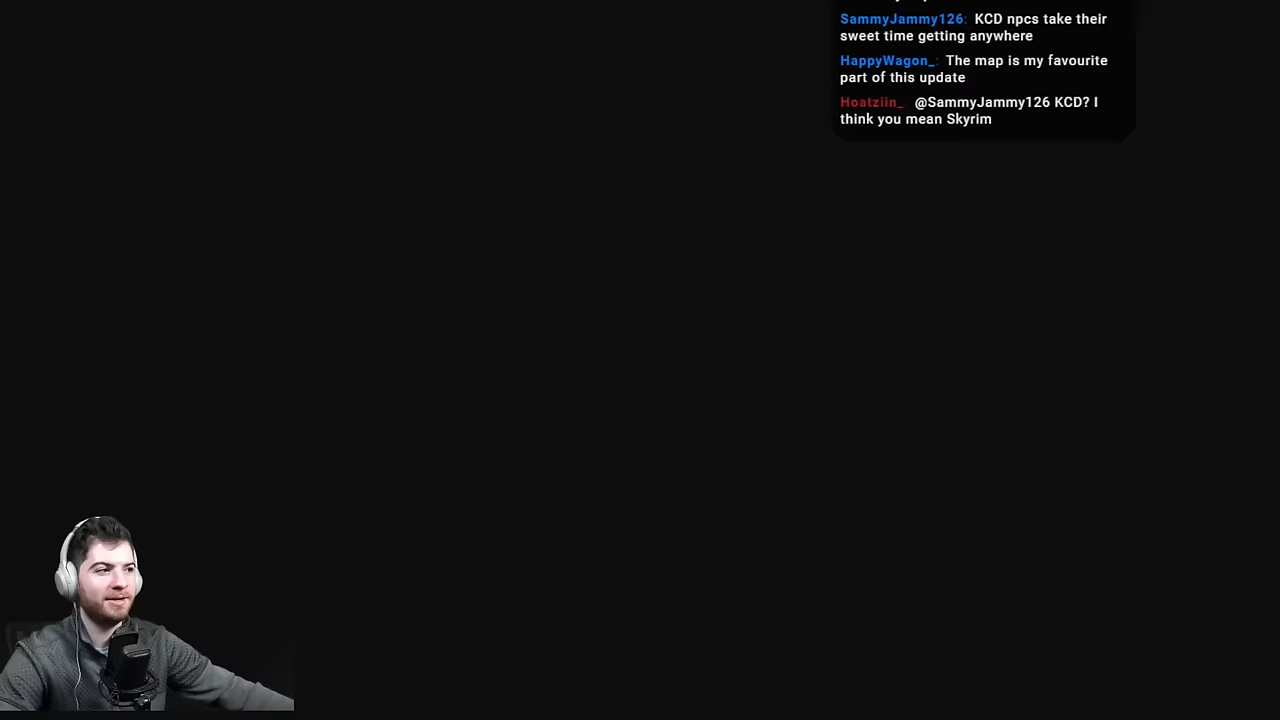 SammyJammy126: KCD npcs take their
sweet time getting anywhere
HappyWagon_: The map is my favourite
part of this update
Hoatziin_: @SammyJammy126 KCD? I
think you mean Skyrim